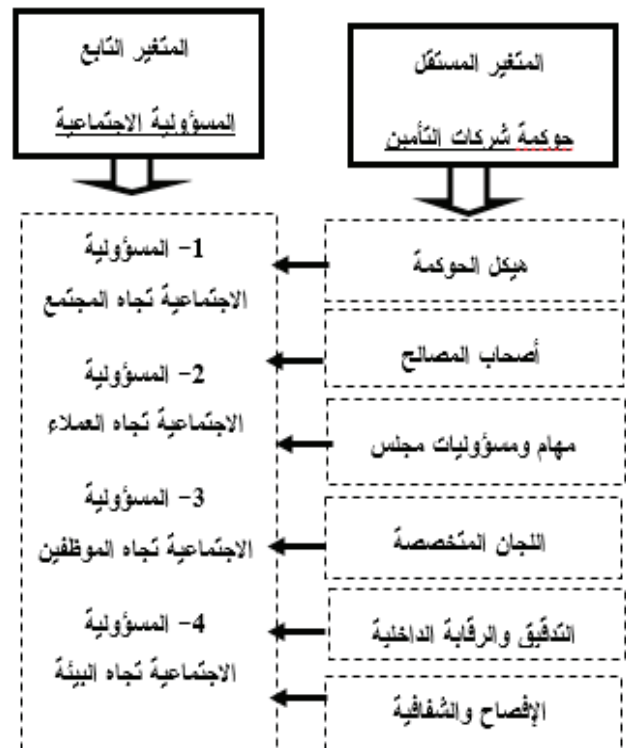 المتغير المستقل
حوكمة شركات التأمين
هيكل الحوكمة
أصحاب المصالح
مهام ومسؤوليات مجلس
اللجان المتخصصة
التدقيق والرقابة الداخلية
الإفصاح والشفافية
المتغير التابع
المسؤولية الاجتماعية
1- المسؤولية
الاجتماعية تجاه المجتمع
2- المسؤولية
الاجتماعية تجاه العملاء
3- المسؤولية
الاجتماعية تجاه الموظفين
4- المسؤولية
الاجتماعية تجاه البيئة